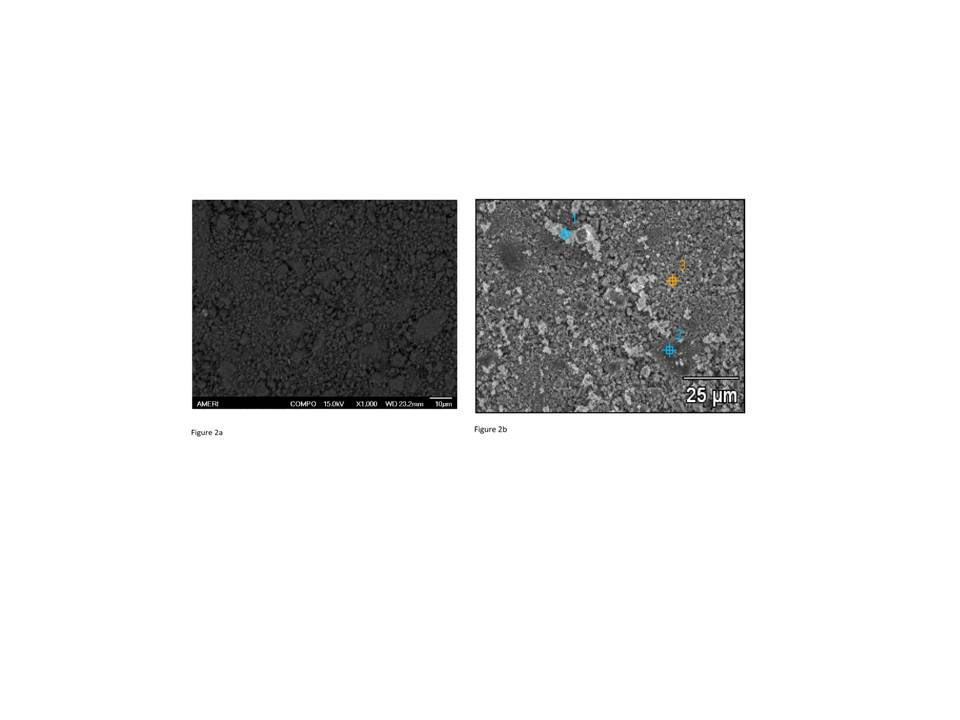 1
3
2
25 µm
AMERI COMPO 15.0kV X1,000 WD 23.2mm 10µm
Figure 2a
Figure 2b